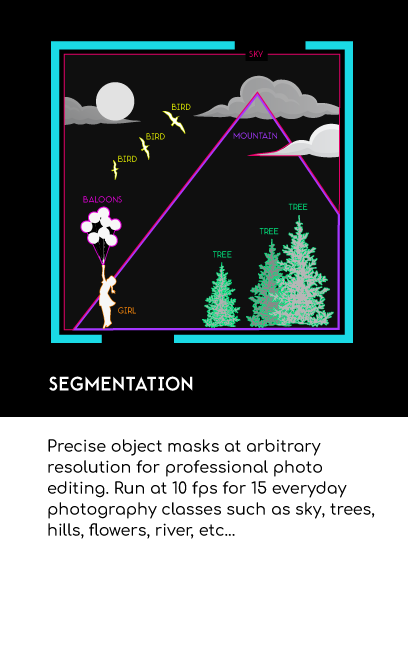 SKY
BIRD
MOUNTAIN
BIRD
BIRD
BALOONS
TREE
TREE
TREE
GIRL
SEGMENTATION
Precise object masks at arbitrary
resolution for professional photo
editing. Run at 10 fps for 15 everyday
photography classes such as sky, trees,
hills, flowers, river, etc...